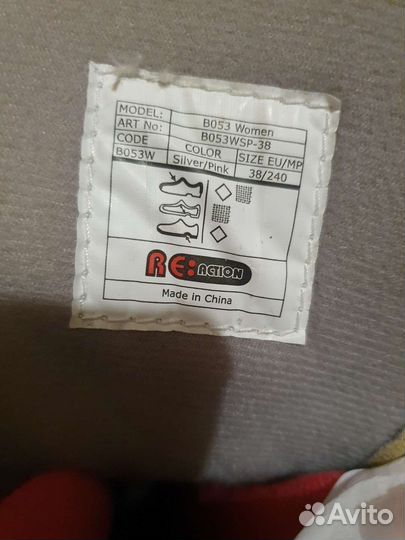 MODEL: B053 Women
ART No: B053WSP-38
CODE COLOR SIZE EU/MP
B053W Silver/Pink 38/240
RE:ACTION
Made in China
Avito